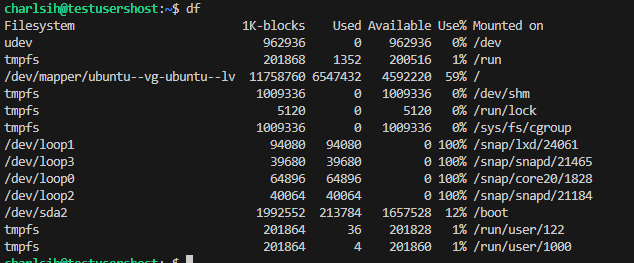 charlsih@testusershost:~$ df
Filesystem                        1K-blocks    Used Available Use% Mounted on
udev                                 962936       0    962936   0% /dev
tmpfs                                201868    1352    200516   1% /run
/dev/mapper/ubuntu--vg-ubuntu--lv  11758760 6547432   4592220  59% /
tmpfs                               1009336       0   1009336   0% /dev/shm
tmpfs                                  5120       0      5120   0% /run/lock
tmpfs                               1009336       0   1009336   0% /sys/fs/cgroup
/dev/loop1                            94080   94080         0 100% /snap/lxd/24061
/dev/loop3                            39680   39680         0 100% /snap/snapd/21465
/dev/loop0                            64896   64896         0 100% /snap/core20/1828
/dev/loop2                            40064   40064         0 100% /snap/snapd/21184
/dev/sda2                           1992552  213784   1657528  12% /boot
tmpfs                                201864      36    201828   1% /run/user/122
tmpfs                                201864       4    201860   1% /run/user/1000